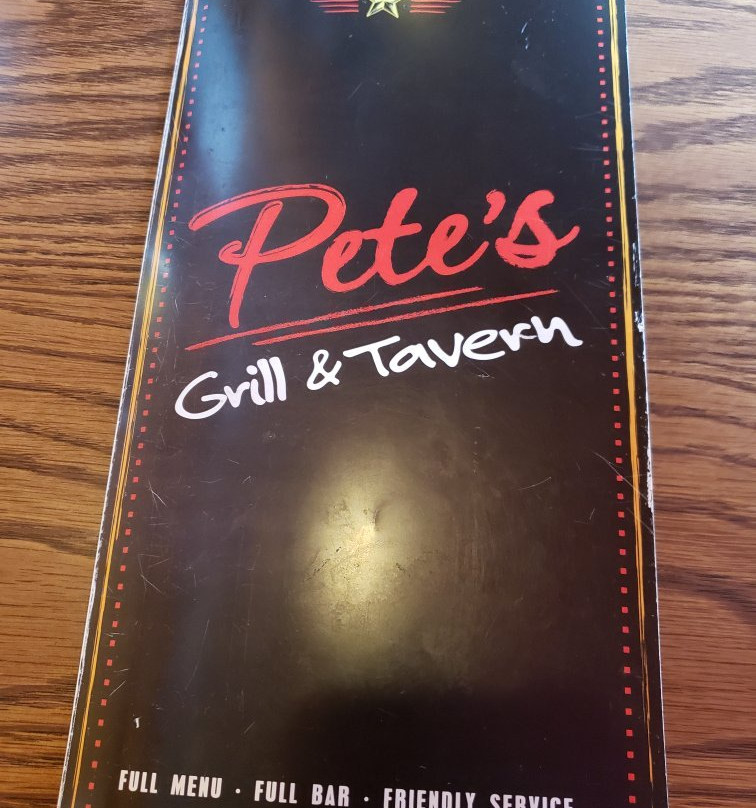 Pete's
Grill & Tavern
FULL MENU · FULL BAR · FRIENDLY SERVICE